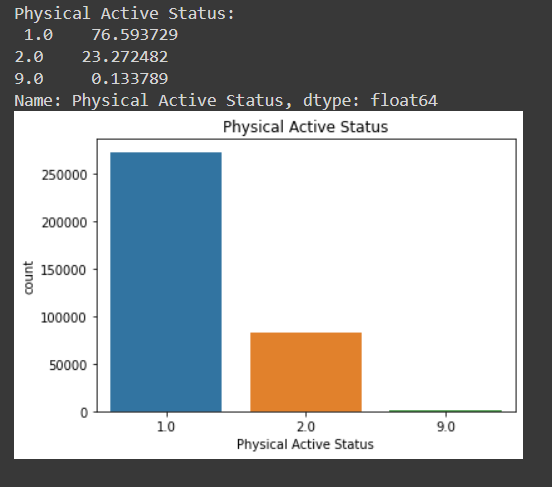 Physical Active Status:
1.0 76.593729
2.0 23.272482
9.0 0.133789
Name: Physical Active Status, dtype: float64
Physical Active Status
250000
200000
150000
100000
50000
0
count
1.0 2.0 9.0
Physical Active Status